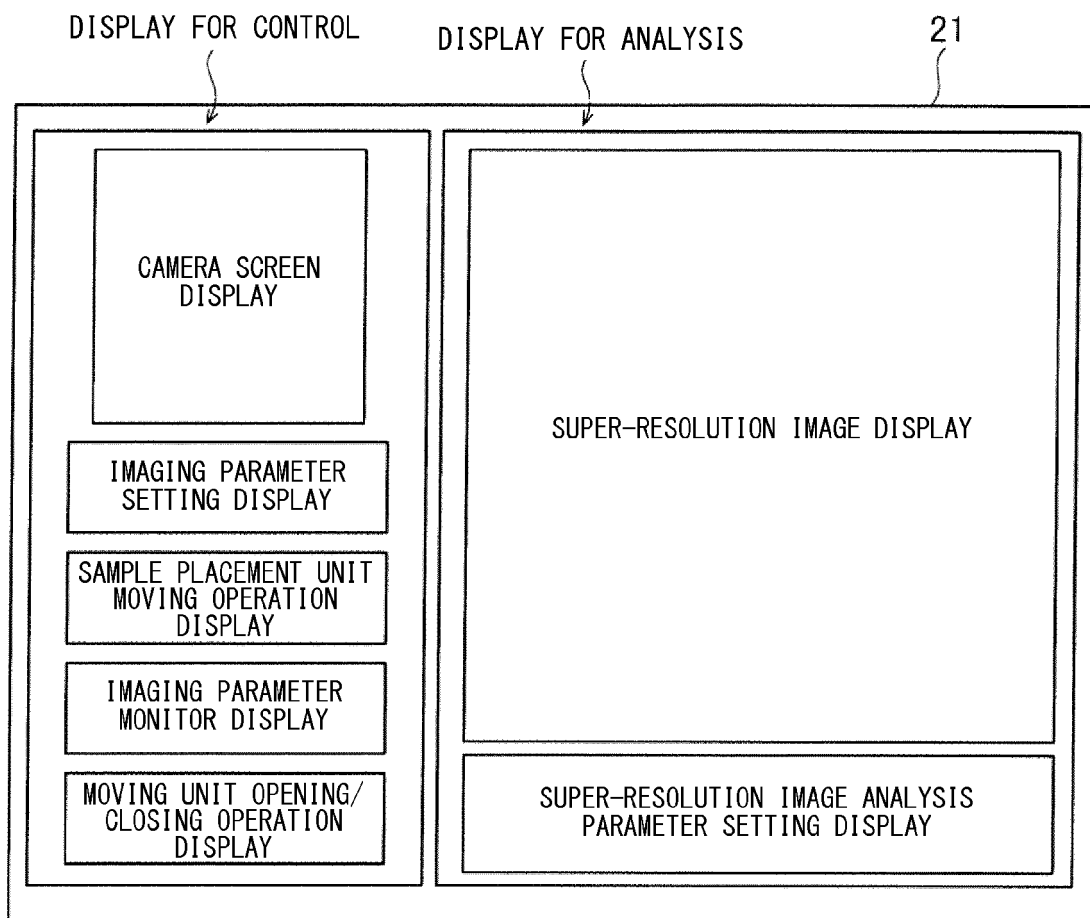 DISPLAY FOR CONTROL
DISPLAY FOR ANALYSIS
21
CAMERA SCREEN
DISPLAY
IMAGING PARAMETER
SETTING DISPLAY
SAMPLE PLACEMENT UNIT
MOVING OPERATION
DISPLAY
IMAGING PARAMETER
MONITOR DISPLAY
MOVING UNIT OPENING/
CLOSING OPERATION
DISPLAY
SUPER-RESOLUTION IMAGE DISPLAY
SUPER-RESOLUTION IMAGE ANALYSIS
PARAMETER SETTING DISPLAY